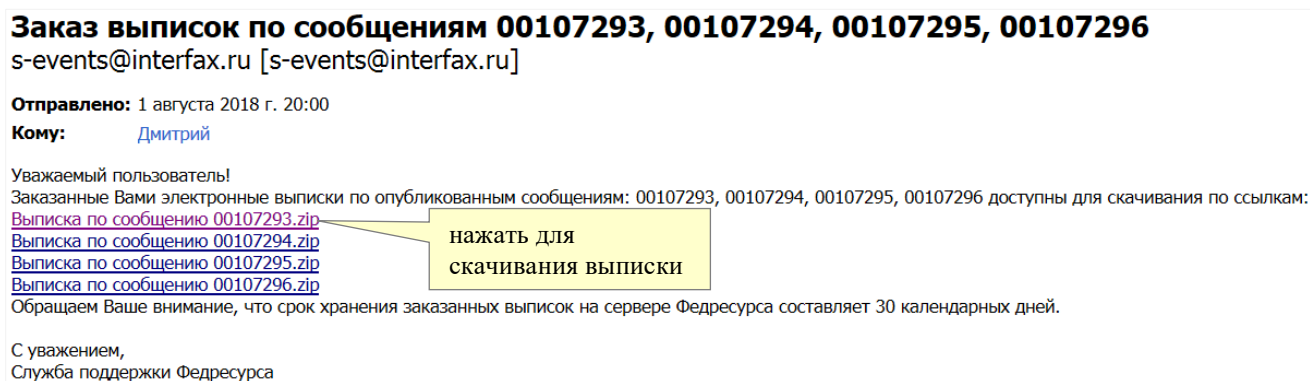 Заказ выписок по сообщениям 00107293, 00107294, 00107295, 00107296
s-events@interfax.ru [s-events@interfax.ru]
Отправлено: 1 августа 2018 г. 20:00
Кому: Дмитрий
Уважаемый пользователь!
Заказанные Вами электронные выписки по опубликованным сообщениям: 00107293, 00107294, 00107295, 00107296 доступны для скачивания по ссылкам:
Выписка по сообщению 00107293.zip
Выписка по сообщению 00107294.zip
Выписка по сообщению 00107295.zip
Выписка по сообщению 00107296.zip
нажать для
скачивания выписки
Обращаем Ваше внимание, что срок хранения заказанных выписок на сервере Федресурса составляет 30 календарных дней.
С уважением,
Служба поддержки Федресурса